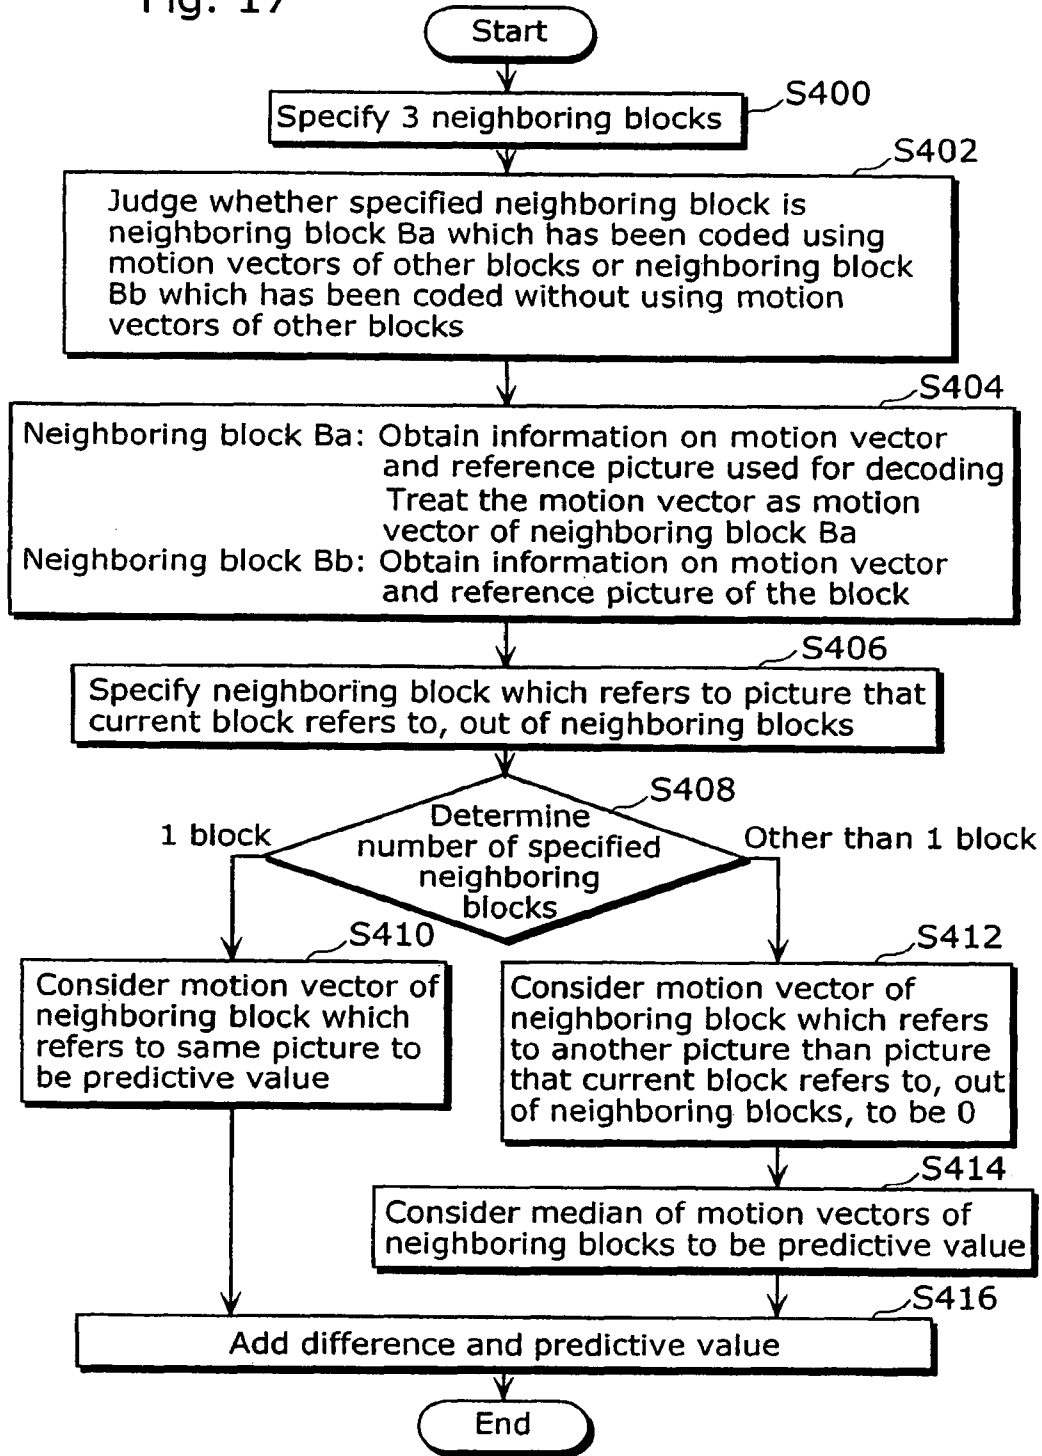 Fig. 17
Start
S400
Specify 3 neighboring blocks
S402
Judge whether specified neighboring block is
neighboring block Ba which has been coded using
motion vectors of other blocks or neighboring block
Bb which has been coded without using motion
vectors of other blocks
S404
Neighboring block Ba: Obtain information on motion vector
and reference picture used for decoding
Treat the motion vector as motion
vector of neighboring block Ba
Neighboring block Bb: Obtain information on motion vector
and reference picture of the block
S406
Specify neighboring block which refers to picture that
current block refers to, out of neighboring blocks
S408
Determine
number of specified
neighboring
blocks
1 block
Other than 1 block
S410
Consider motion vector of
neighboring block which
refers to same picture to
be predictive value
S412
Consider motion vector of
neighboring block which refers
to another picture than picture
that current block refers to, out
of neighboring blocks, to be 0
S414
Consider median of motion vectors of
neighboring blocks to be predictive value
S416
Add difference and predictive value
End